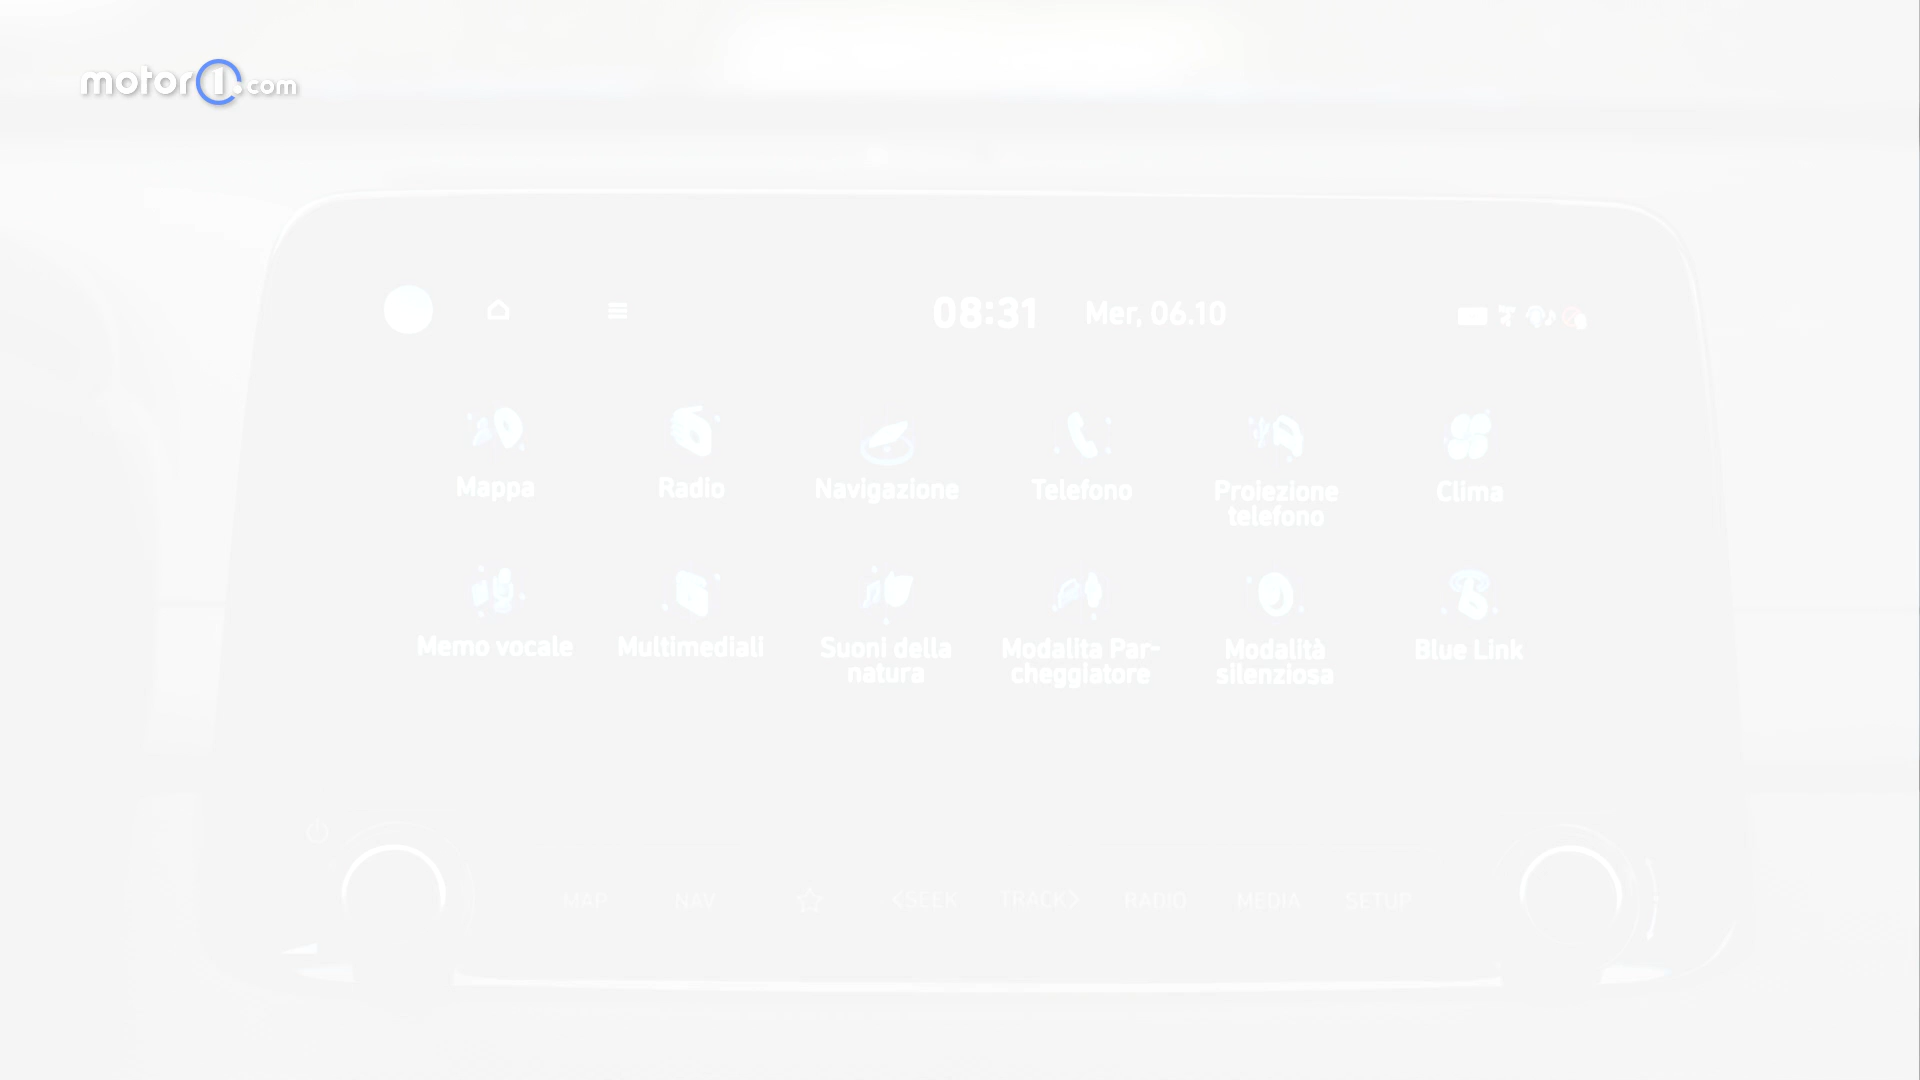 motor1.com
08:31 Mer, 06.10
Mappa Radio Navigazione Telefono Proiezione telefono Clima
Memo vocale Multimediali Suoni della natura Modalita Par-cheggiatore Modalità silenziosa Blue Link
MAP NAV <SEEK TRACK> RADIO MEDIA SETUP